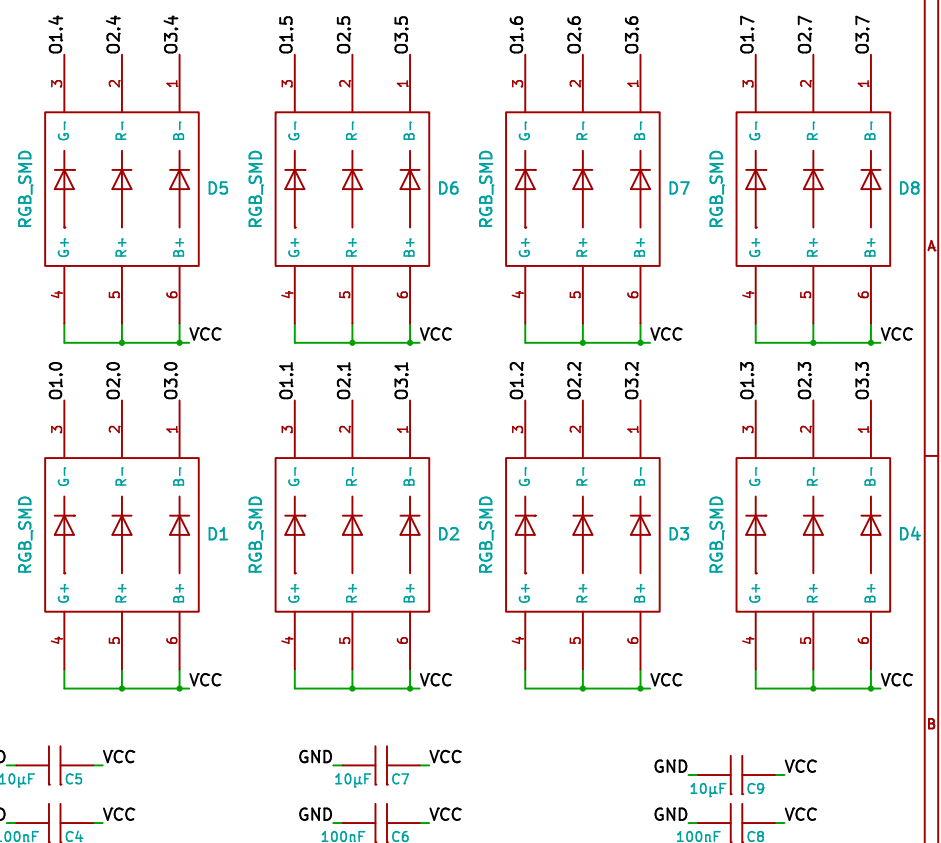 O1.4 O2.4 O3.4 O1.5 O2.5 O3.5 O1.6 O2.6 O3.6 O1.7 O2.7 O3.7
3 2 1 3 2 1 3 2 1 3 2 1
G- R- B- G- R- B- G- R- B- G- R- B-
RGB_SMD D5 RGB_SMD D6 RGB_SMD D7 RGB_SMD D8
G+ R+ B+ G+ R+ B+ G+ R+ B+ G+ R+ B+
A
4 5 6 4 5 6 4 5 6 4 5 6
VCC VCC VCC VCC
O1.0 O2.0 O3.0 O1.1 O2.1 O3.1 O1.2 O2.2 O3.2 O1.3 O2.3 O3.3
3 2 1 3 2 1 3 2 1 3 2 1
G- R- B- G- R- B- G- R- B- G- R- B-
RGB_SMD D1 RGB_SMD D2 RGB_SMD D3 RGB_SMD D4
G+ R+ B+ G+ R+ B+ G+ R+ B+ G+ R+ B+
4 5 6 4 5 6 4 5 6 4 5 6
VCC VCC VCC VCC
B
D VCC GND VCC GND VCC
10µF C5 10µF C7 10µF C9
D VCC GND VCC GND VCC
100nF C4 100nF C6 100nF C8